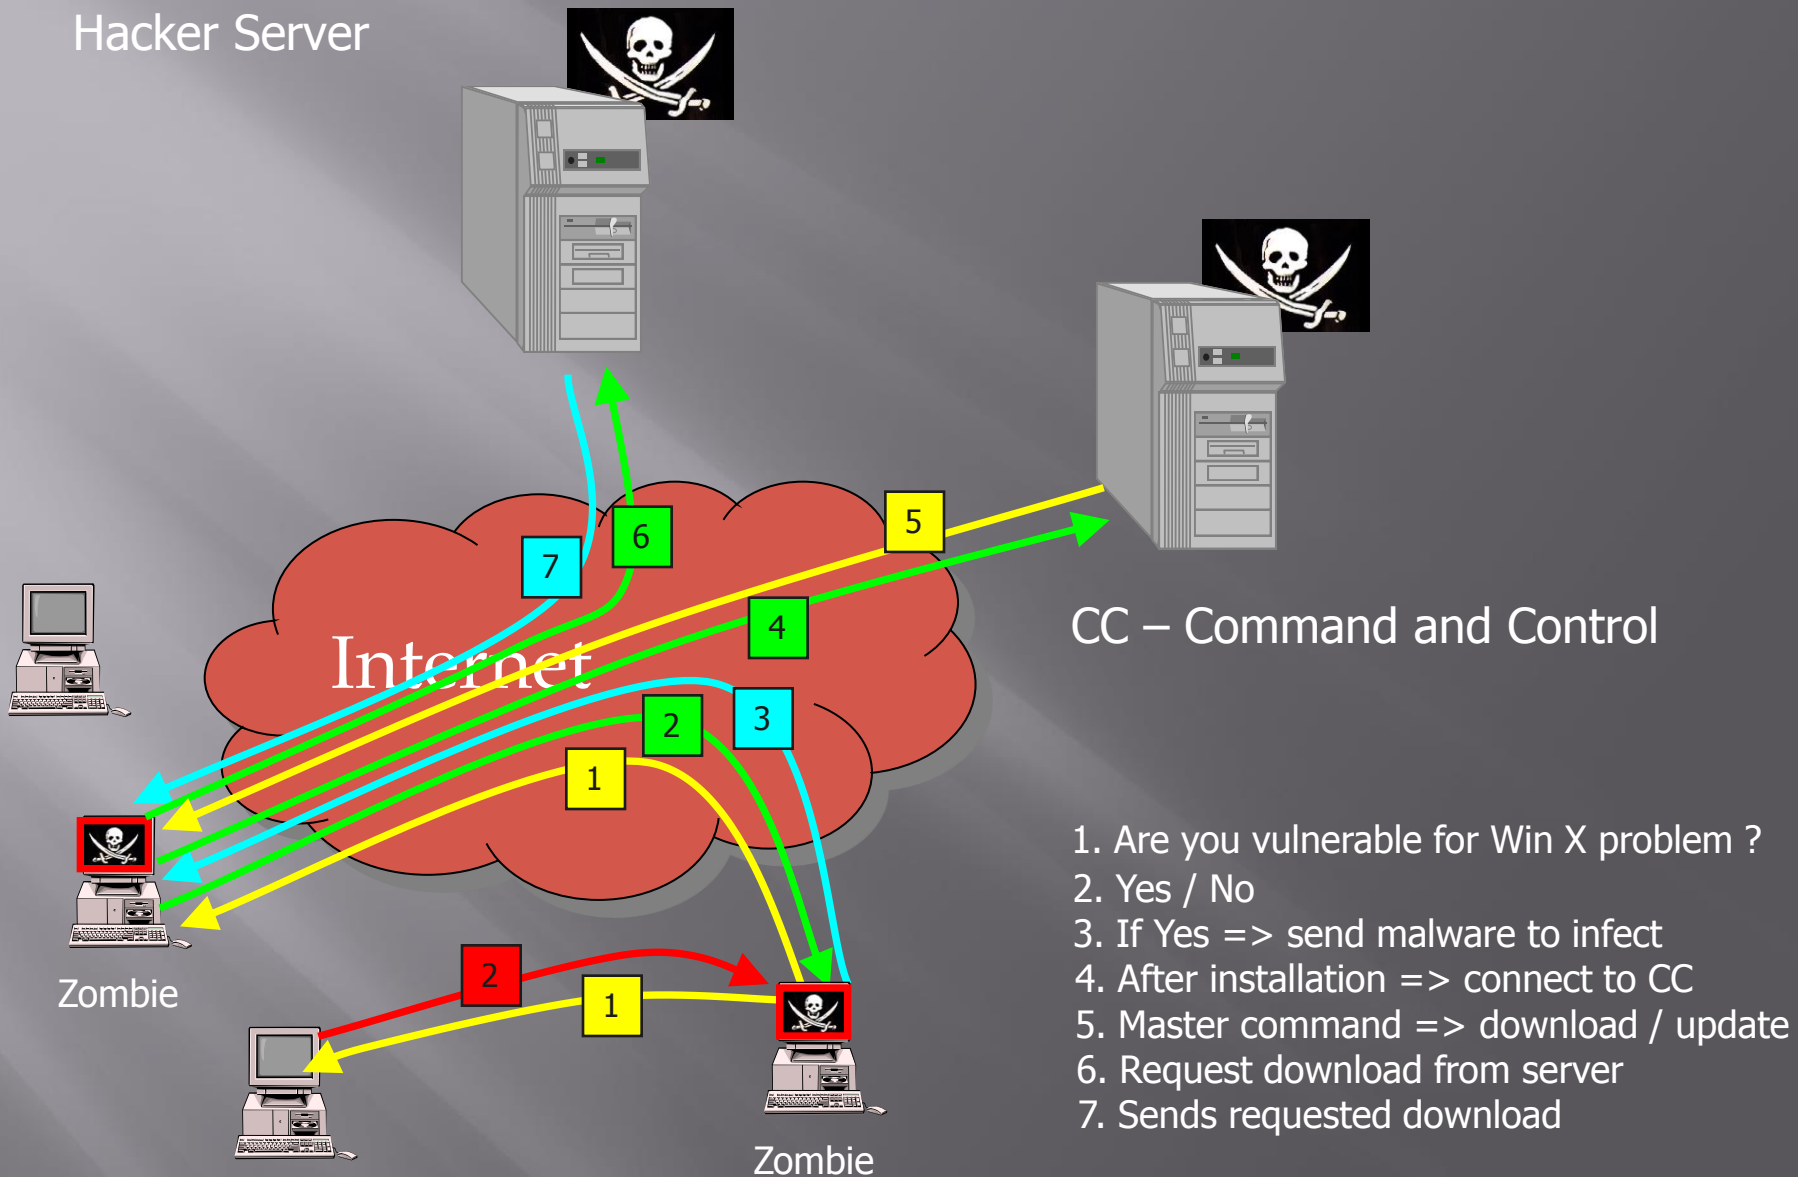 Hacker Server
7
6
5
4
Internet
3
2
1
CC – Command and Control
Zombie
2
1
Zombie
1. Are you vulnerable for Win X problem ?
2. Yes / No
3. If Yes => send malware to infect
4. After installation => connect to CC
5. Master command => download / update
6. Request download from server
7. Sends requested download